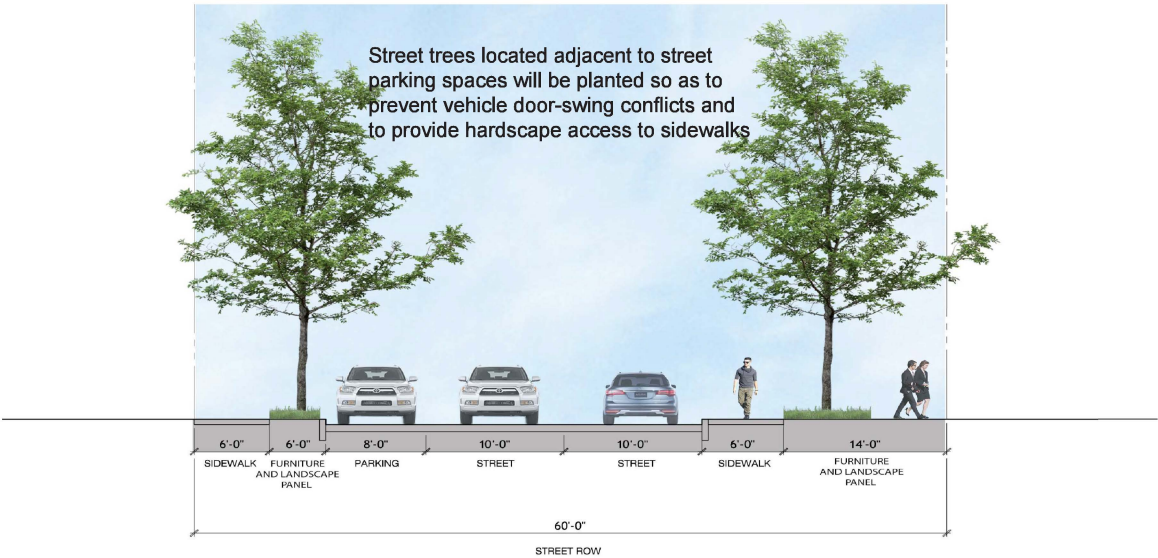 Street trees located adjacent to street
parking spaces will be planted so as to
prevent vehicle door-swing conflicts and
to provide hardscape access to sidewalks
6'-0" 6'-0" 8'-0" 10'-0" 10'-0" 6'-0" 14'-0"
SIDEWALK
FURNITURE
AND LANDSCAPE
PANEL
PARKING
STREET
STREET
SIDEWALK
FURNITURE
AND LANDSCAPE
PANEL
60'-0"
STREET ROW